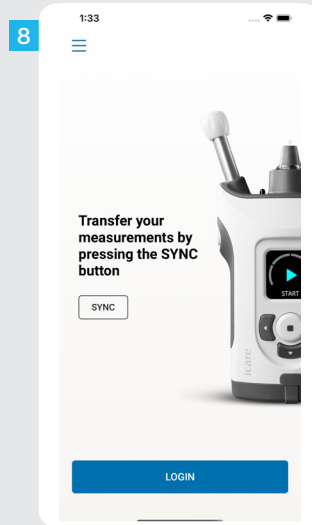 8
1:33
Transfer your
measurements by
pressing the SYNC
button
SYNC
START
icare
LOGIN